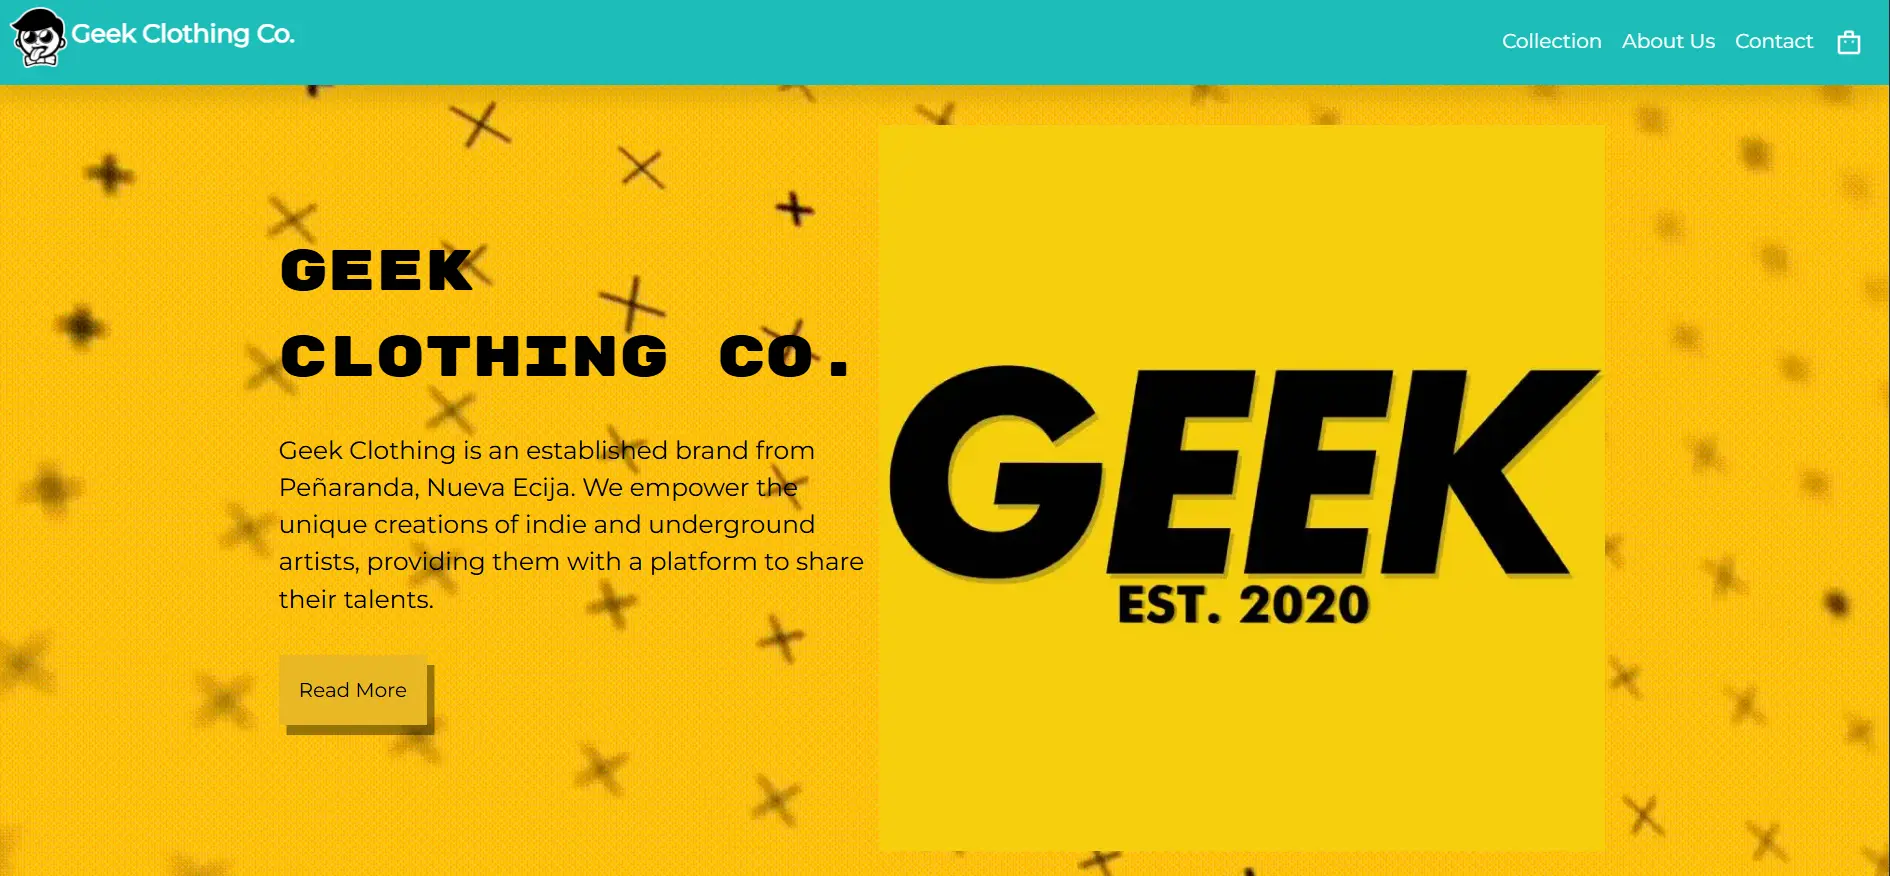 Geek Clothing Co.
Collection About Us Contact
GEEK
CLOTHING CO.
Geek Clothing is an established brand from
Peñaranda, Nueva Ecija. We empower the
unique creations of indie and underground
artists, providing them with a platform to share
their talents.
Read More
GEEK
EST. 2020